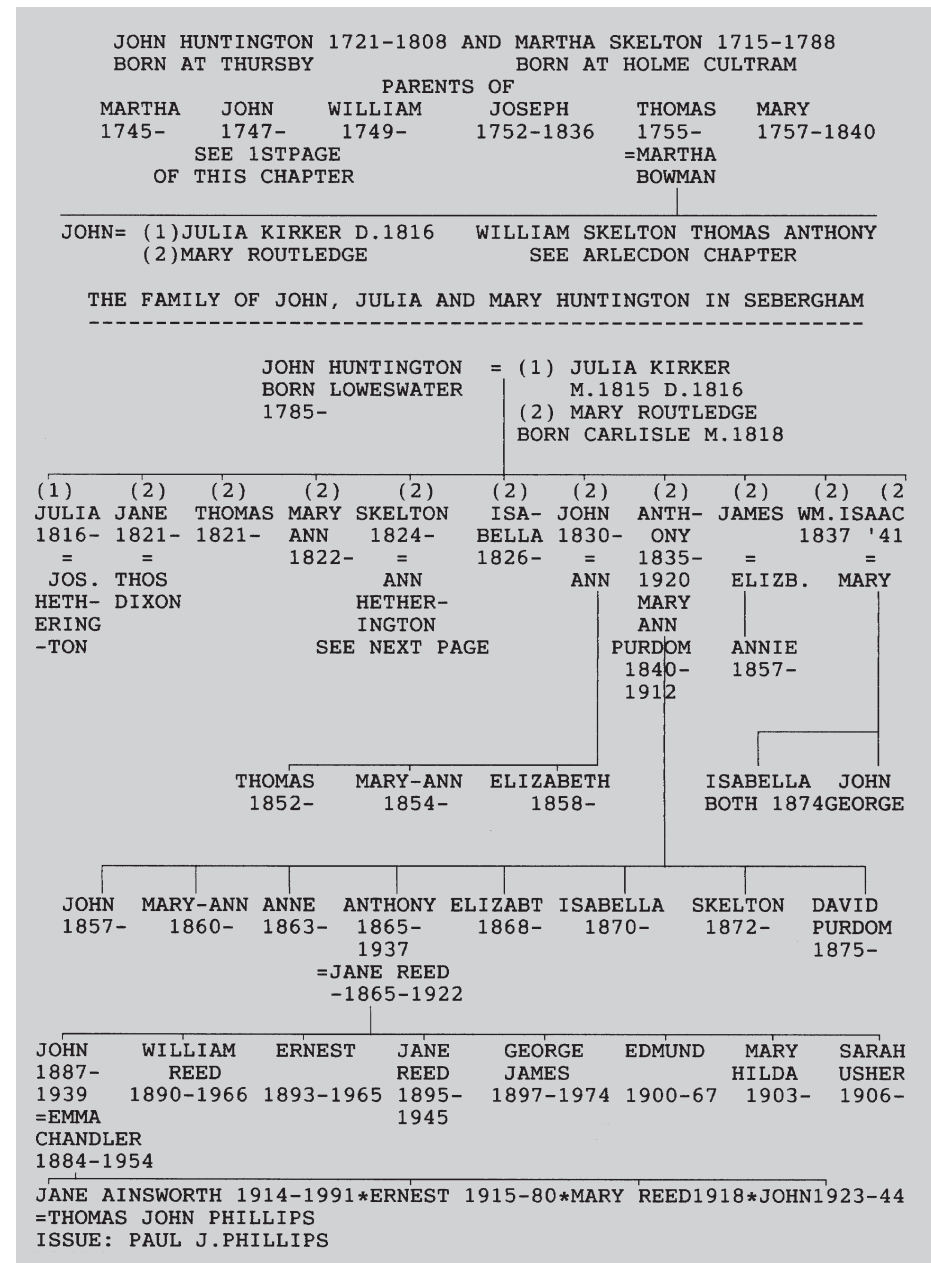 JOHN HUNTINGTON 1721-1808 AND MARTHA SKELTON 1715-1788
BORN AT THURSBY BORN AT HOLME CULTRAM
PARENTS OF
MARTHA JOHN WILLIAM JOSEPH THOMAS MARY
1745- 1747- 1749- 1752-1836 1755- 1757-1840
SEE 1STPAGE =MARTHA
OF THIS CHAPTER BOWMAN
JOHN= (1)JULIA KIRKER D.1816 WILLIAM SKELTON THOMAS ANTHONY
(2)MARY ROUTLEDGE SEE ARLECDON CHAPTER
THE FAMILY OF JOHN, JULIA AND MARY HUNTINGTON IN SEBERGHAM
----------------------------------------------------------
JOHN HUNTINGTON = (1) JULIA KIRKER
BORN LOWESWATER M.1815 D.1816
1785- (2) MARY ROUTLEDGE
BORN CARLISLE M.1818
(1) (2) (2) (2) (2) (2) (2) (2) (2) (2) (2
JULIA JANE THOMAS MARY SKELTON ISA- JOHN ANTH- JAMES WM.ISAAC
1816- 1821- 1821- ANN 1824- BELLA 1830- ONY 1837 '41
= = 1822- = 1826- = 1835- = =
JOS. THOS ANN ANN 1920 ELIZB. MARY
HETH- DIXON HETHER- MARY
ERING INGTON ANN
-TON SEE NEXT PAGE PURDOM ANNIE
1840- 1857-
1912
THOMAS MARY-ANN ELIZABETH ISABELLA JOHN
1852- 1854- 1858- BOTH 1874GEORGE
JOHN MARY-ANN ANNE ANTHONY ELIZABT ISABELLA SKELTON DAVID
1857- 1860- 1863- 1865- 1868- 1870- 1872- PURDOM
1937 1875-
=JANE REED
-1865-1922
JOHN WILLIAM ERNEST JANE GEORGE EDMUND MARY SARAH
1887- REED REED JAMES HILDA USHER
1939 1890-1966 1893-1965 1895- 1897-1974 1900-67 1903- 1906-
=EMMA 1945
CHANDLER
1884-1954
JANE AINSWORTH 1914-1991*ERNEST 1915-80*MARY REED1918*JOHN1923-44
=THOMAS JOHN PHILLIPS
ISSUE: PAUL J.PHILLIPS